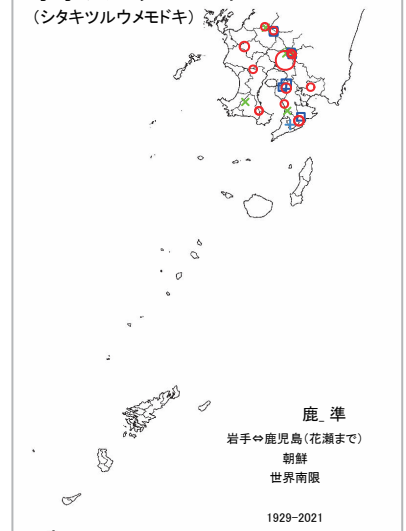 (シタキツルウメモドキ)
鹿_準
岩手⇔鹿児島(花瀬まで)
朝鮮
世界南限
1929-2021